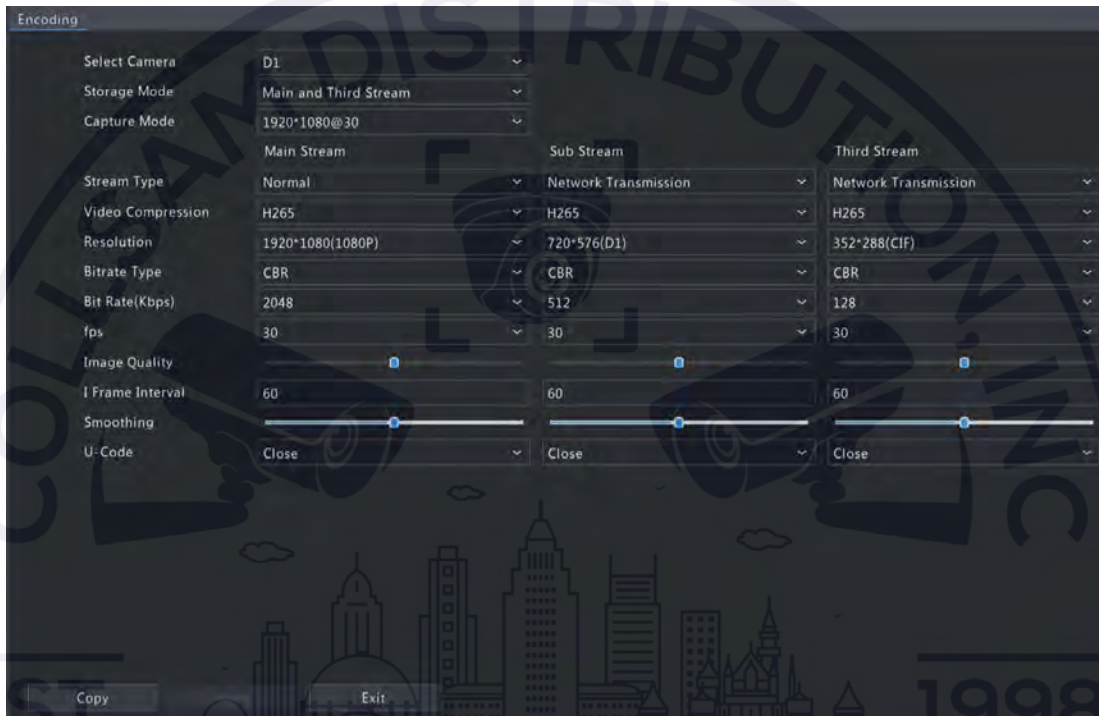 Encoding
Select Camera D1
Storage Mode Main and Third Stream
Capture Mode 1920*1080@30
Main Stream Sub Stream Third Stream
Stream Type Normal Network Transmission Network Transmission
Video Compression H265 H265 H265
Resolution 1920*1080(1080P) 720*576(D1) 352*288(CIF)
Bitrate Type CBR CBR CBR
Bit Rate(Kbps) 2048 512 128
fps 30 30 30
Image Quality
I Frame Interval 60 60 60
Smoothing
U-Code Close Close Close
Copy Exit
DISTRIBUTION, INC
1998